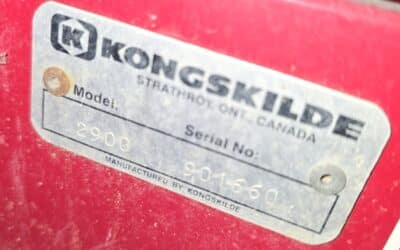 K KONGSKILDE
STRATHROY, ONT., CANADA
Model: Serial No:
2900 901660
MANUFACTURED BY KONGSKILDE